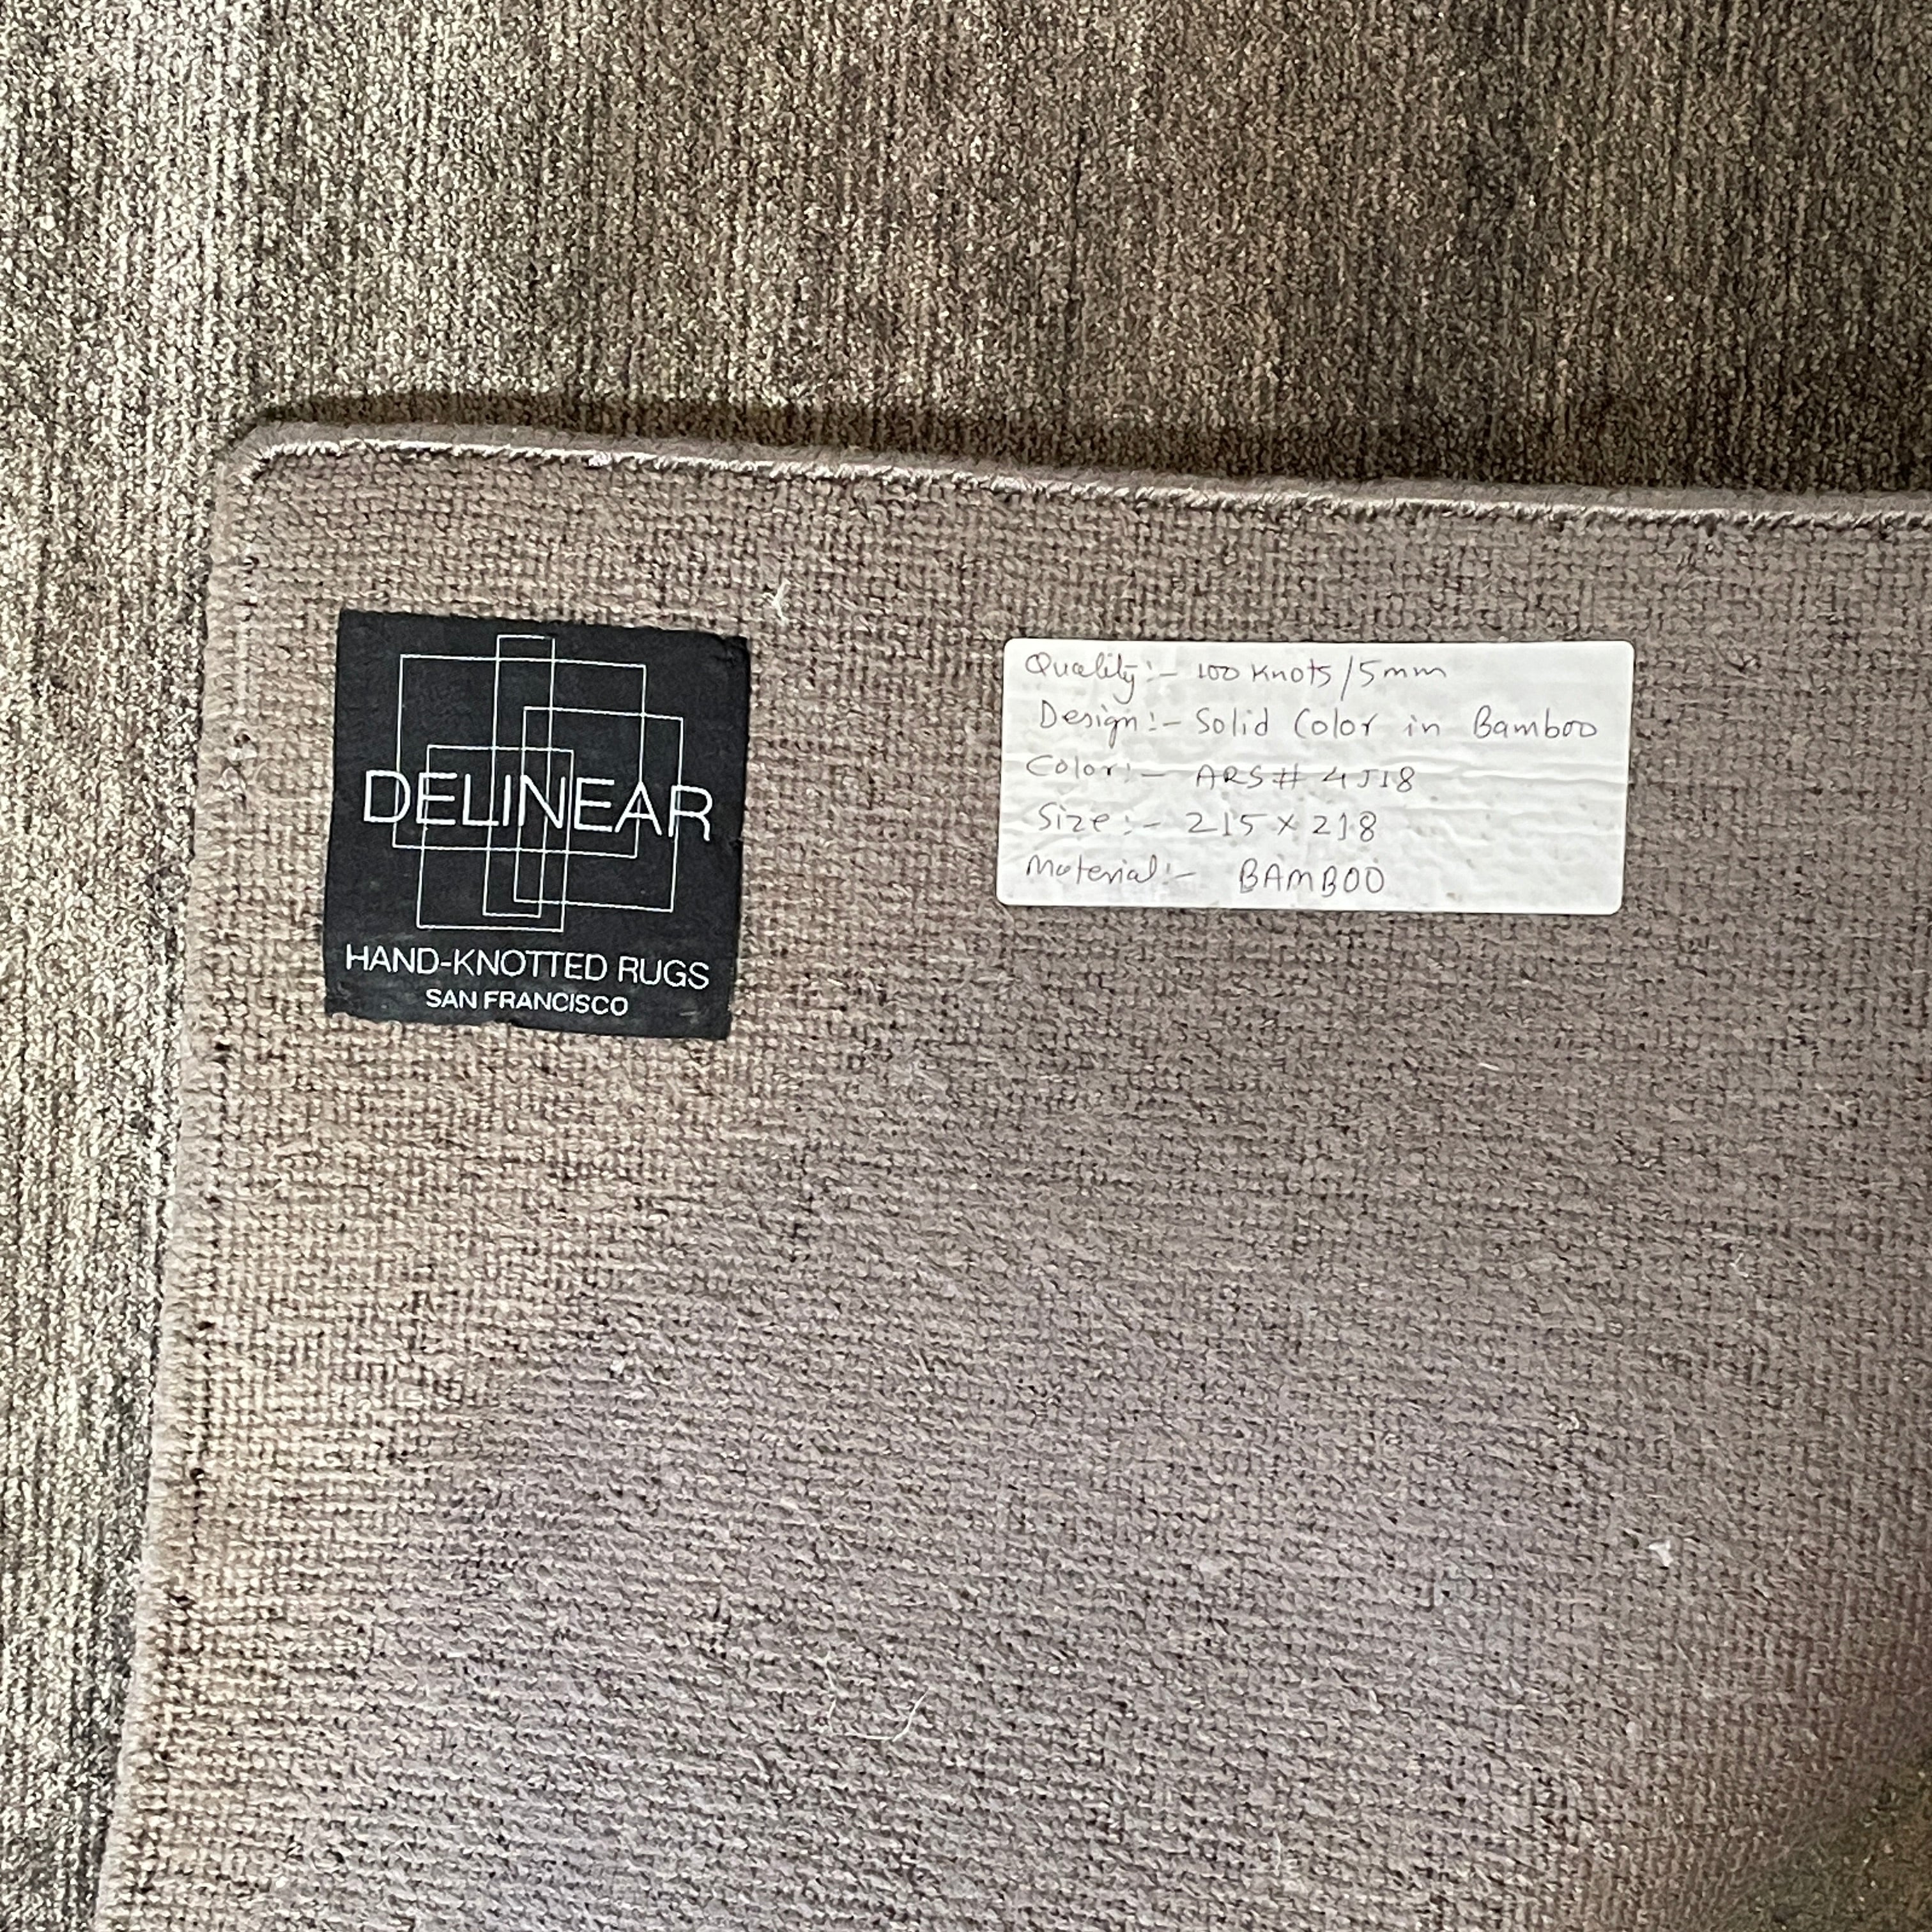 DELINEAR
HAND-KNOTTED RUGS
SAN FRANCISCO
Quality:- 100 Knots/5mm
Design:- Solid Color in Bamboo
Color:- ARS# 4J18
Size:- 215 x 218
Material:- BAMBOO